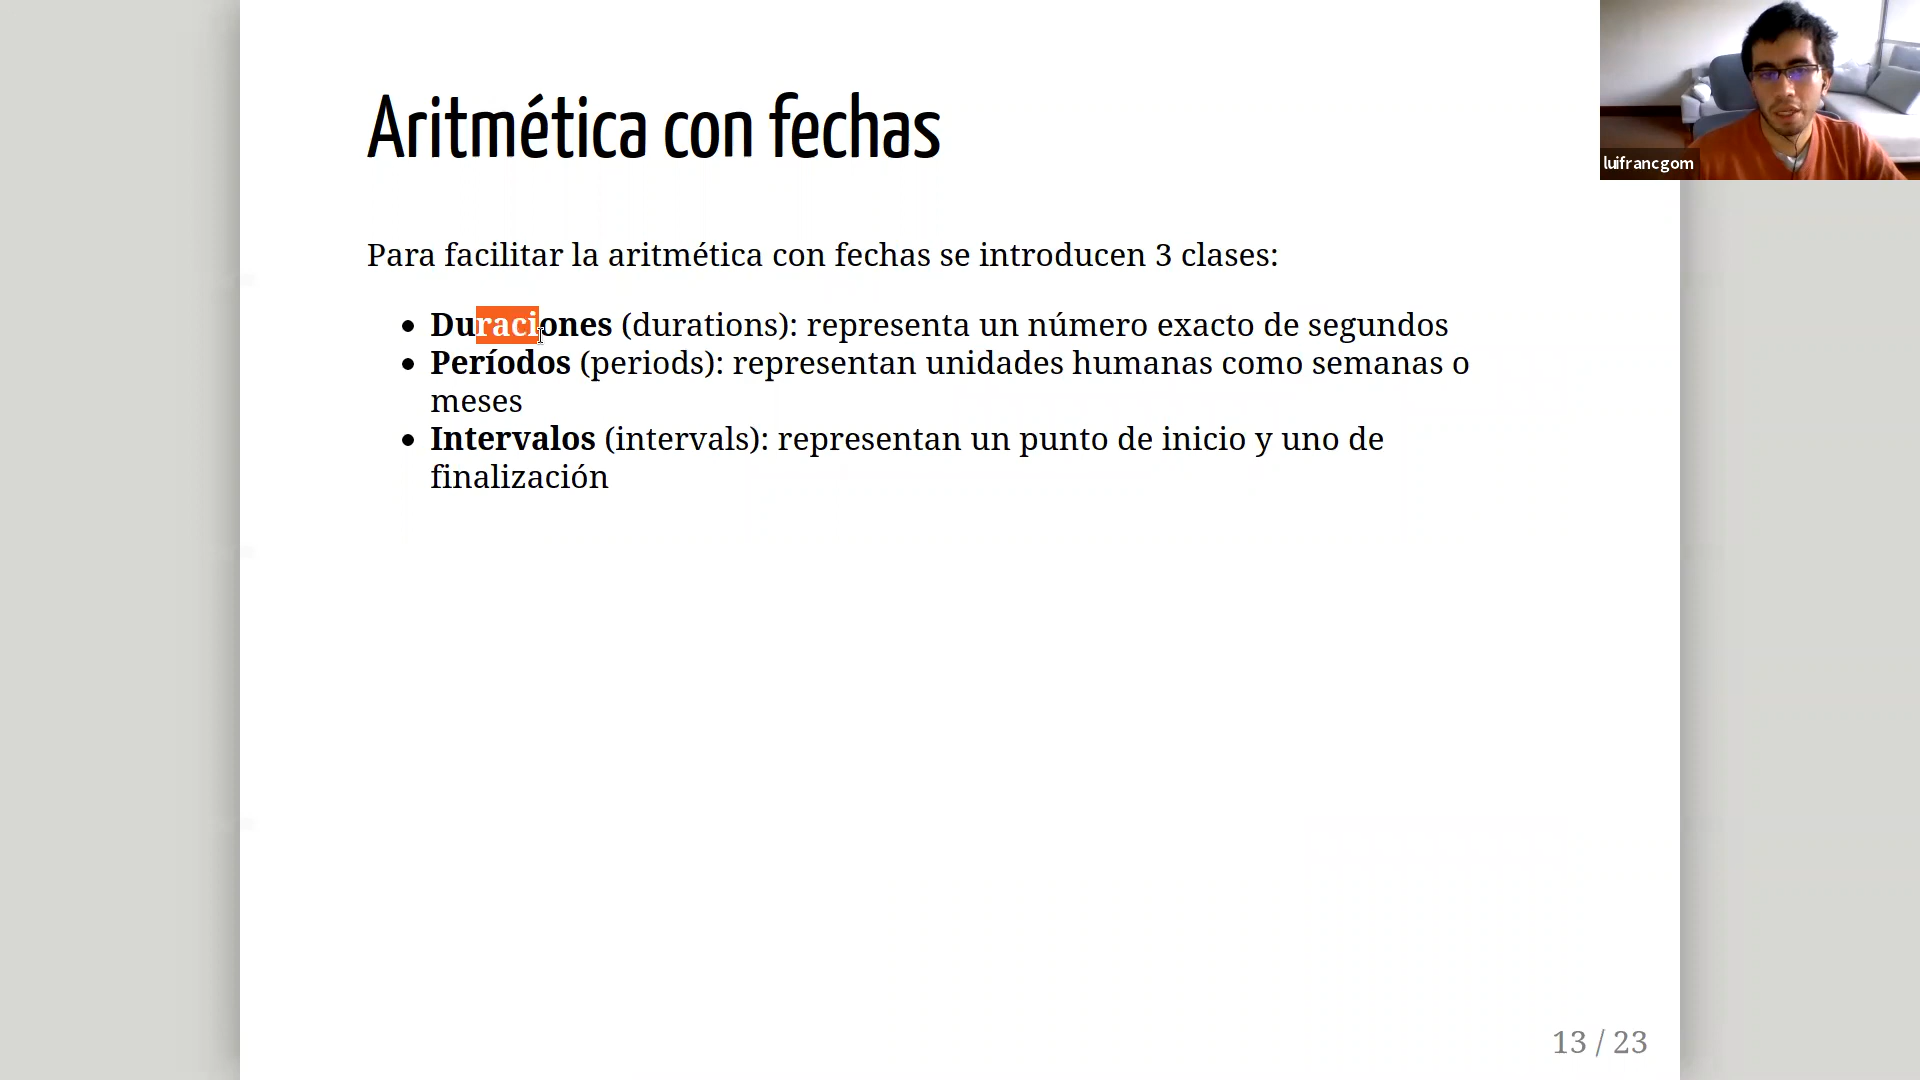 Aritmética con fechas
luifrancgom
Para facilitar la aritmética con fechas se introducen 3 clases:
Duraciones (durations): representa un número exacto de segundos
Períodos (periods): representan unidades humanas como semanas o
meses
Intervalos (intervals): representan un punto de inicio y uno de
finalización
13 / 23